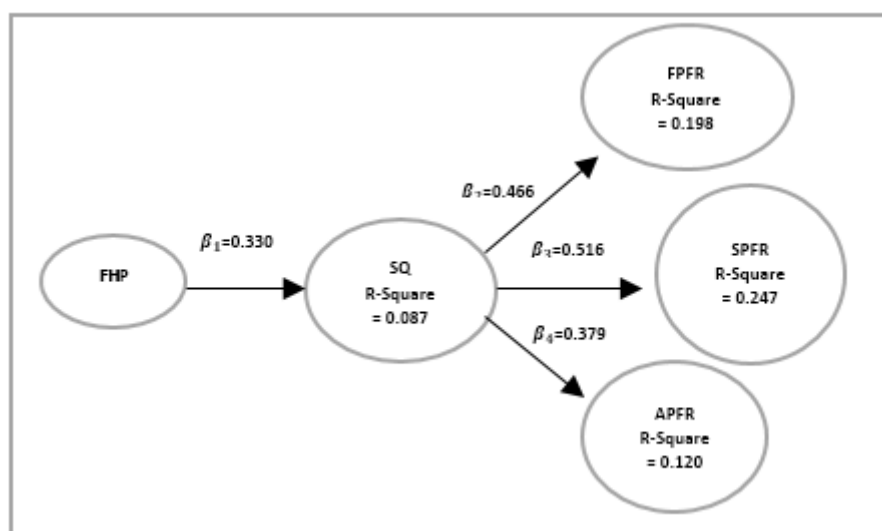 FPFR
R-Square
= 0.198
β₂=0.466
SPFR
R-Square
= 0.247
β₃=0.516
β₁=0.330
FHP
SQ
R-Square
= 0.087
β₄=0.379
APFR
R-Square
= 0.120